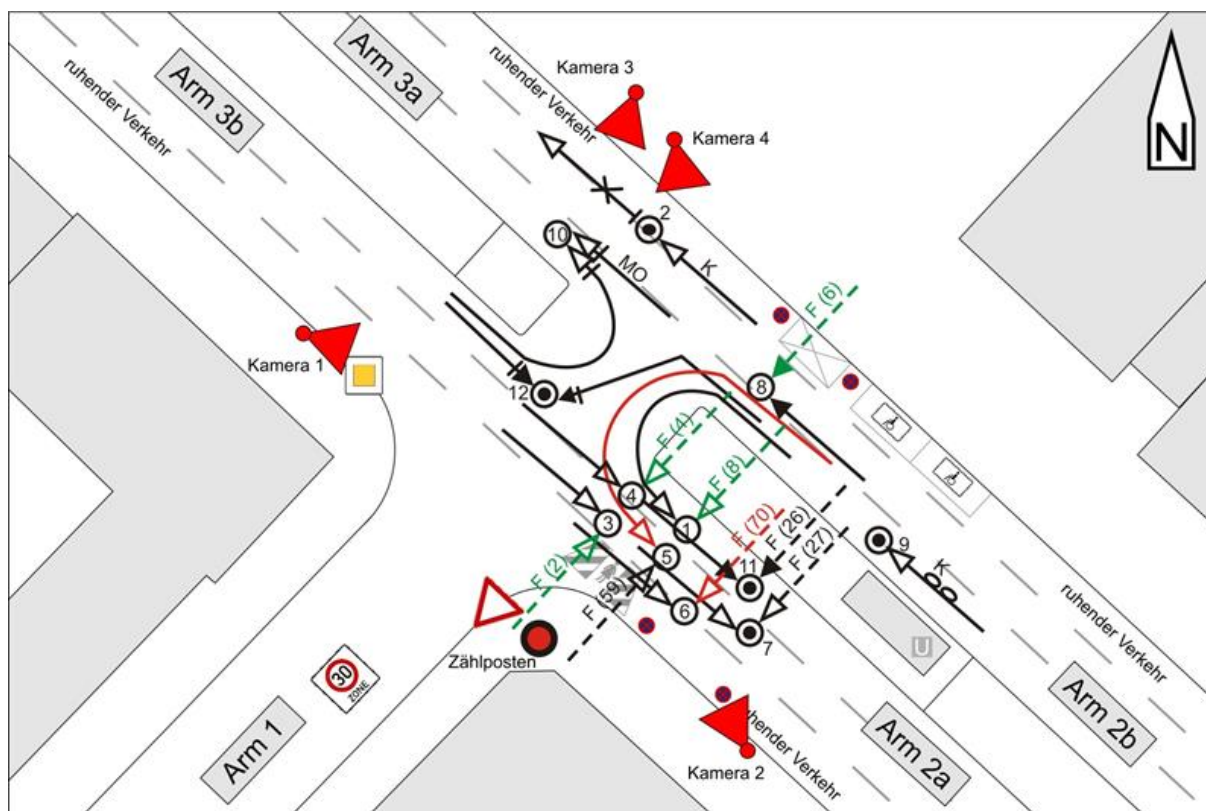 Arm 3b
Arm 3a
ruhender Verkehr
ruhender Verkehr
Kamera 3
Kamera 4
N
2
10
MO
K
F (6)
Kamera 1
12
8
F (4)
F (8)
4
3
1
F (70)
F (26)
F (27)
9
K
5
11
F (2)
F (59)
6
7
Zählposten
U
30
ZONE
ruhender Verkehr
ruhender Verkehr
Arm 1
Kamera 2
Arm 2a
Arm 2b